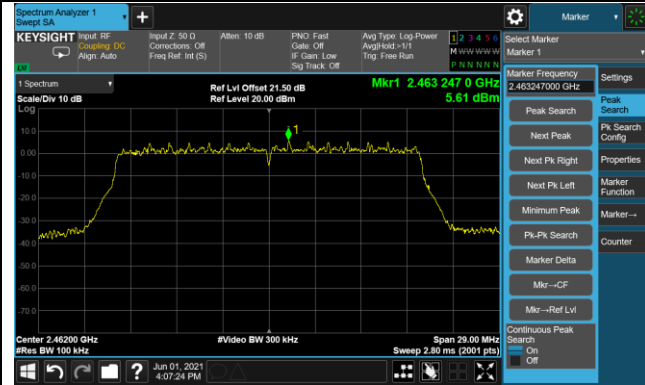 Spectrum Analyzer 1
Swept SA
Marker
KEYSIGHT
Input: RF
Coupling: DC
Align: Auto
Input Z: 50 Ω
Corrections: Off
Freq Ref: Int (S)
Atten: 10 dB
PNO: Fast
Gate: Off
IF Gain: Low
Sig Track: Off
Avg Type: Log-Power
Avg|Hold:>1/1
Trig: Free Run
1 2 3 4 5 6
M W W W W W
P N N N N N
LXI
Select Marker
Marker 1
1 Spectrum
Scale/Div 10 dB
Log
Ref Lvl Offset 21.50 dB
Ref Level 20.00 dBm
Mkr1 2.463 247 0 GHz
5.61 dBm
1
10.0
0.00
-10.0
-20.0
-30.0
-40.0
-50.0
-60.0
-70.0
Center 2.46200 GHz
#Res BW 100 kHz
#Video BW 300 kHz
Span 29.00 MHz
Sweep 2.80 ms (2001 pts)
Marker Frequency
2.463247000 GHz
Peak Search
Next Peak
Next Pk Right
Next Pk Left
Minimum Peak
Pk-Pk Search
Marker Delta
Mkr→CF
Mkr→Ref Lvl
Continuous Peak
Search
On
Off
Settings
Peak
Search
Pk Search
Config
Properties
Marker
Function
Marker→
Counter
?
Jun 01, 2021
4:07:24 PM